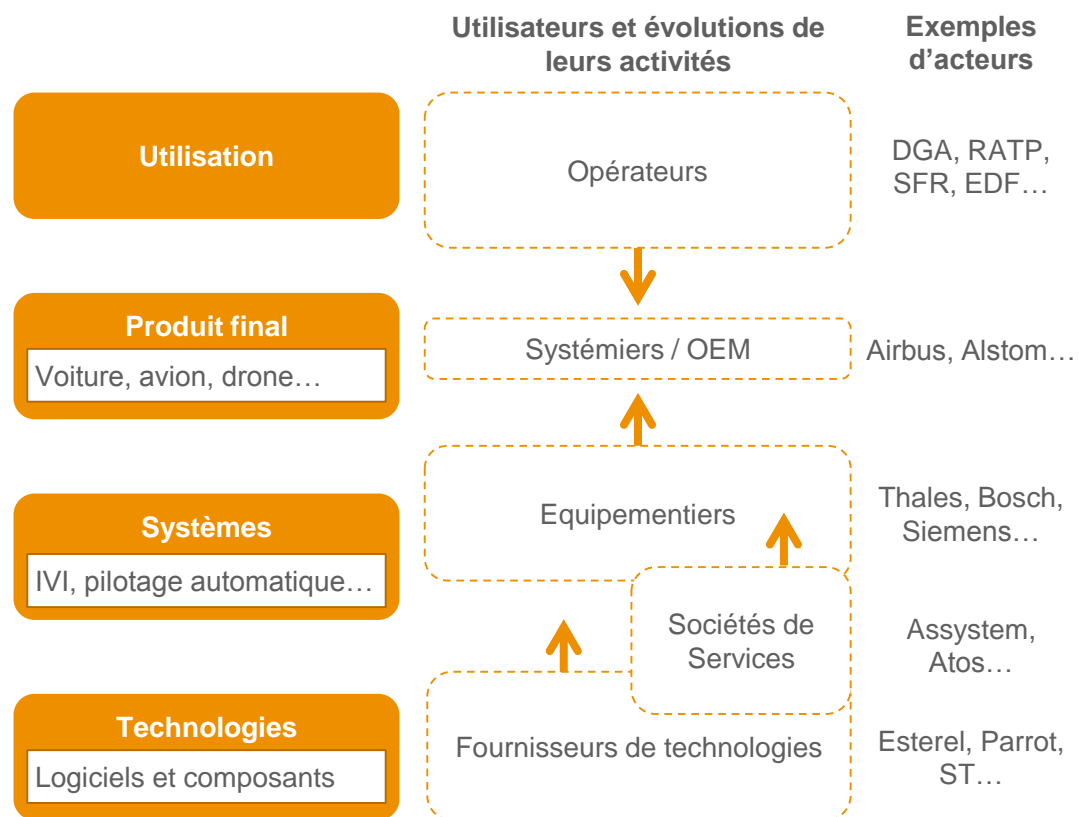 Utilisateurs et évolutions de
leurs activités
Exemples
d’acteurs
Utilisation
Opérateurs
DGA, RATP,
SFR, EDF…
Produit final
Voiture, avion, drone…
Systémiers / OEM
Airbus, Alstom…
Systèmes
IVI, pilotage automatique…
Equipementiers
Thales, Bosch,
Siemens…
Sociétés de
Services
Assystem,
Atos…
Technologies
Logiciels et composants
Fournisseurs de technologies
Esterel, Parrot,
ST…